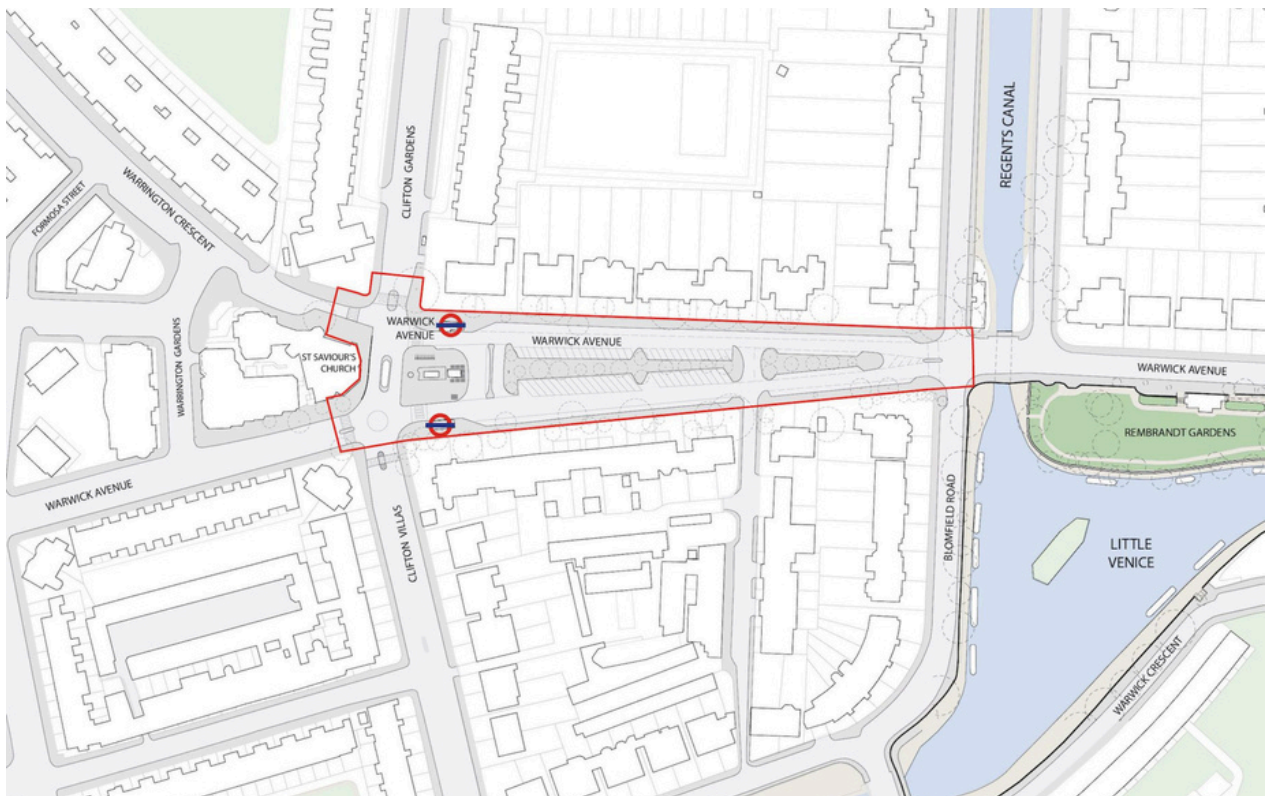 REGENTS CANAL
CLIFTON GARDENS
WARRINGTON CRESCENT
FORMOSA STREET
WARWICK
AVENUE
WARWICK AVENUE
ST SAVIOUR'S
CHURCH
WARRINGTON GARDENS
WARWICK AVENUE
REMBRANDT GARDENS
WARWICK AVENUE
CLIFTON VILLAS
BLOMFIELD ROAD
LITTLE
VENICE
WARWICK CRESCENT